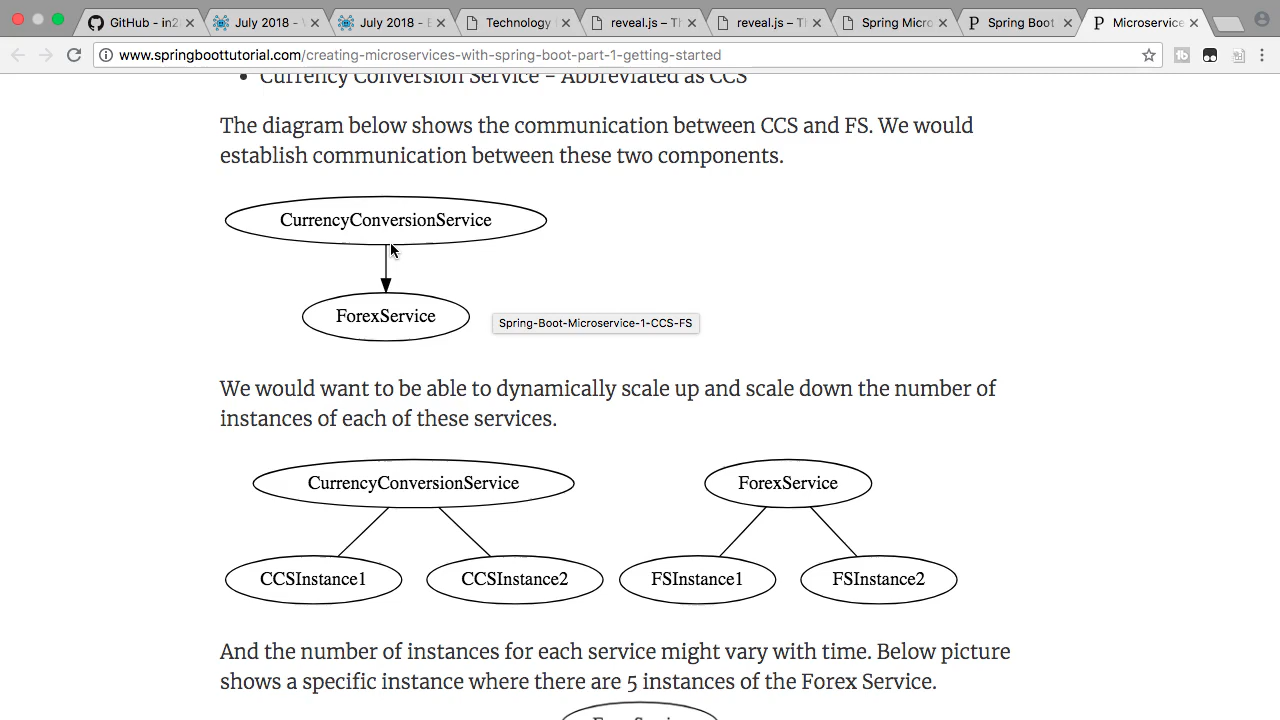 GitHub - in2
July 2018 - W
July 2018 - E
Technology
reveal.js – Th
reveal.js – Th
Spring Micro
Spring Boot
Microservice
www.springboottutorial.com/creating-microservices-with-spring-boot-part-1-getting-started
Currency Conversion Service - Abbreviated as CCS
The diagram below shows the communication between CCS and FS. We would
establish communication between these two components.
CurrencyConversionService
ForexService
Spring-Boot-Microservice-1-CCS-FS
We would want to be able to dynamically scale up and scale down the number of
instances of each of these services.
CurrencyConversionService
ForexService
CCSInstance1
CCSInstance2
FSInstance1
FSInstance2
And the number of instances for each service might vary with time. Below picture
shows a specific instance where there are 5 instances of the Forex Service.